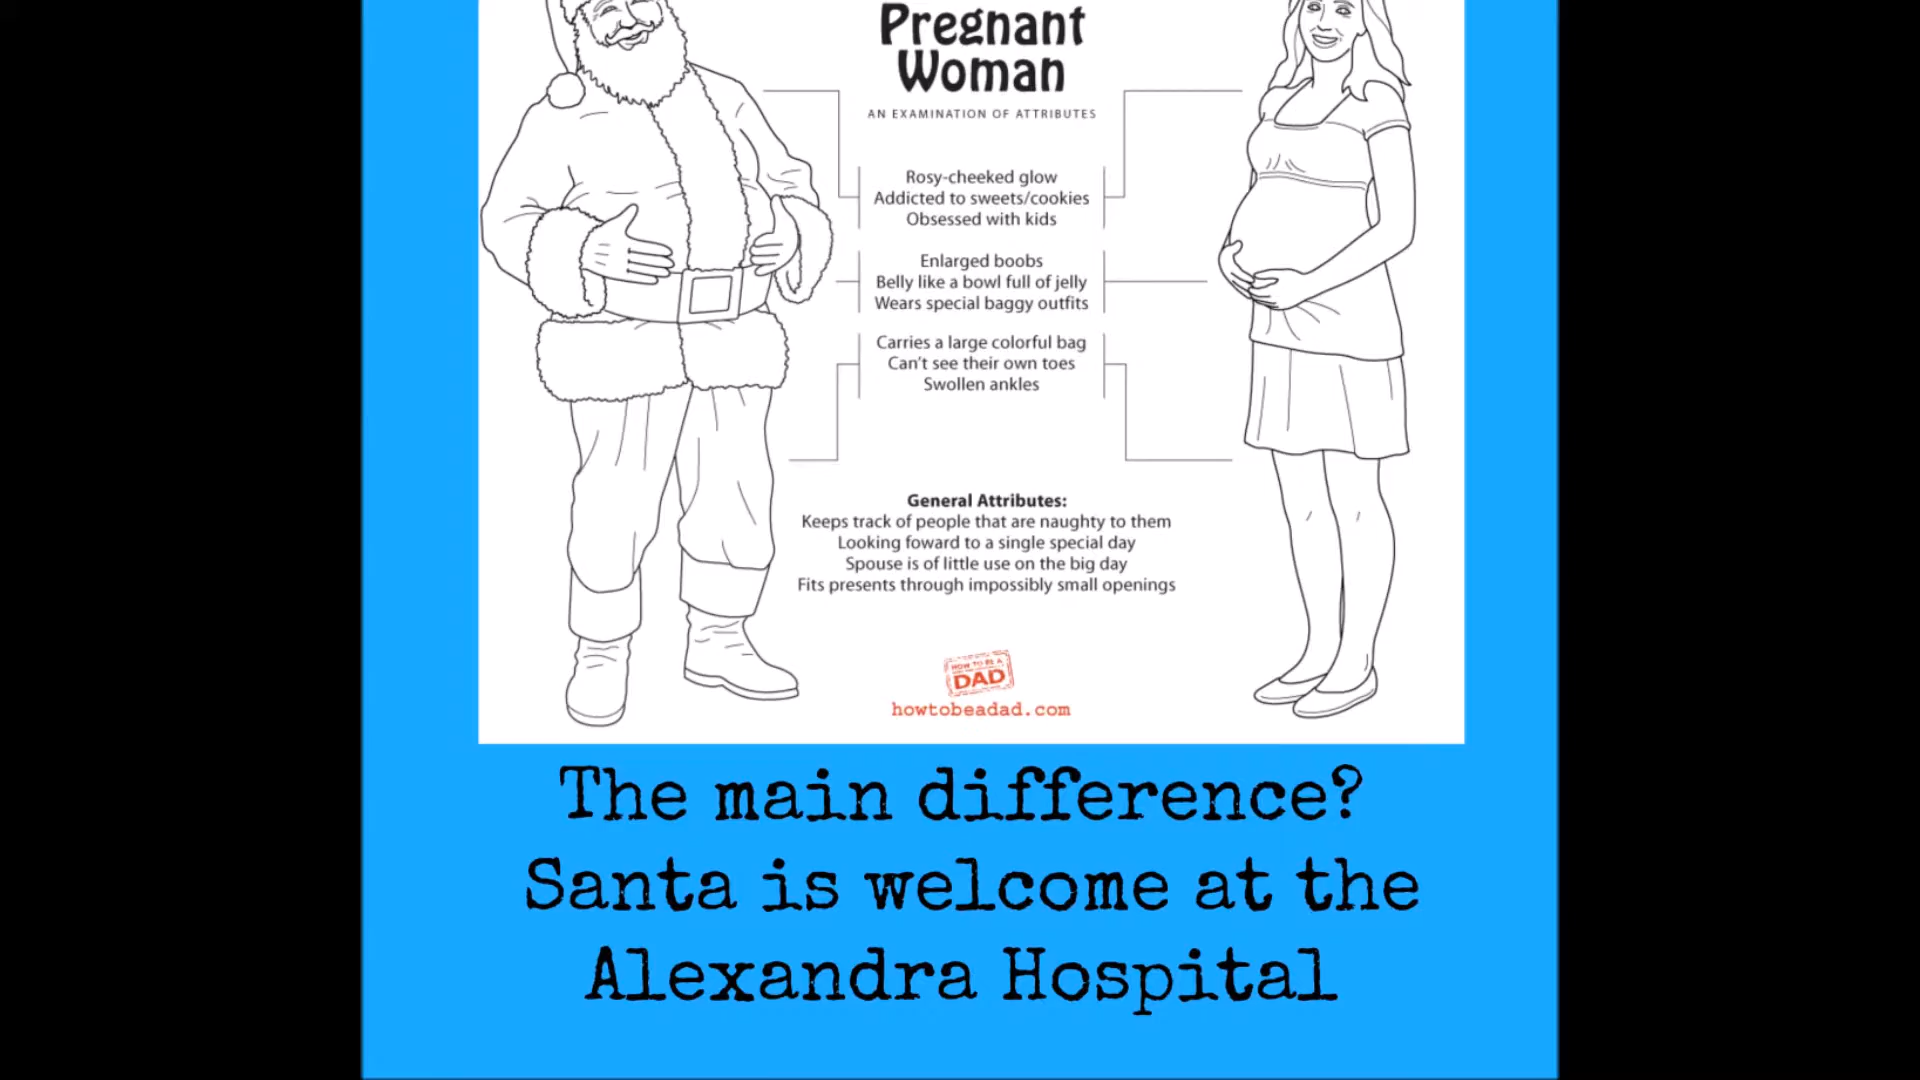 Pregnant
Woman
AN EXAMINATION OF ATTRIBUTES
Rosy-cheeked glow
Addicted to sweets/cookies
Obsessed with kids
Enlarged boobs
Belly like a bowl full of jelly
Wears special baggy outfits
Carries a large colorful bag
Can't see their own toes
Swollen ankles
General Attributes:
Keeps track of people that are naughty to them
Looking foward to a single special day
Spouse is of little use on the big day
Fits presents through impossibly small openings
HOW TO BE A
DAD
howtobeadad.com
The main difference?
Santa is welcome at the
Alexandra Hospital